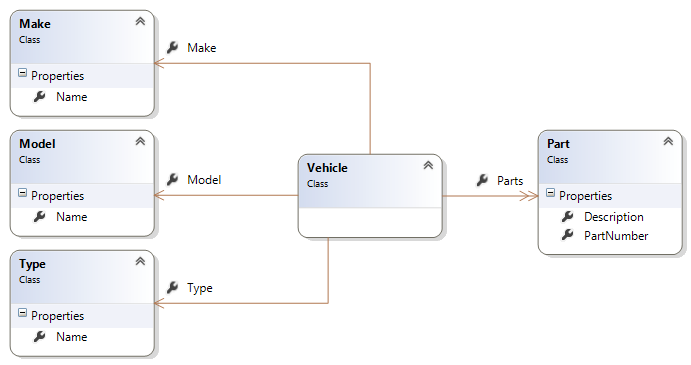 Make
Class
Properties
Name
Make
Model
Class
Properties
Name
Model
Type
Class
Properties
Name
Type
Vehicle
Class
Parts
Part
Class
Properties
Description
PartNumber